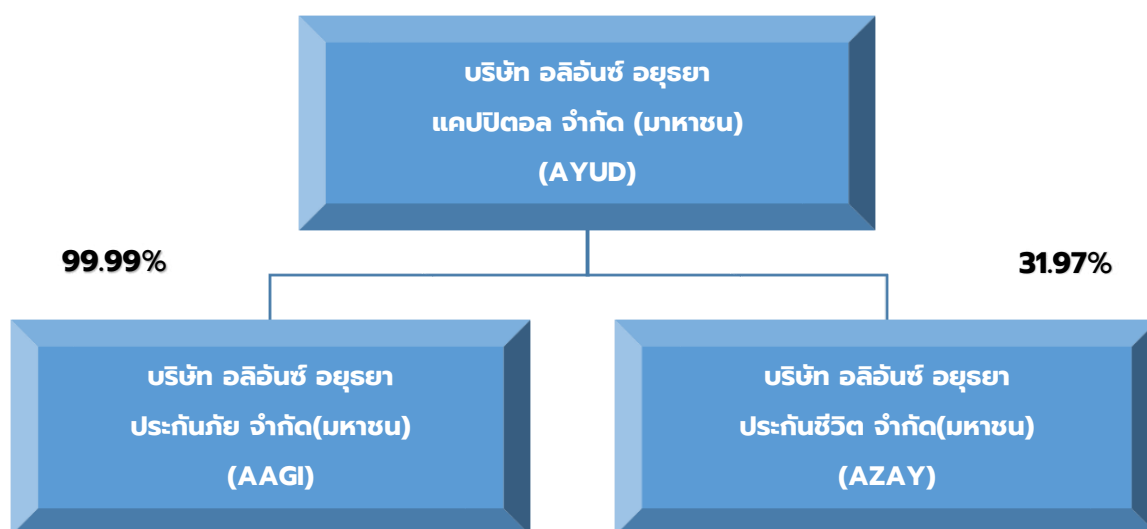 บริษัท อลิอันซ์ อยุธยา
แคปปิตอล จำกัด (มาหาชน)
(AYUD)
99.99%
31.97%
บริษัท อลิอันซ์ อยุธยา
ประกันภัย จำกัด(มหาชน)
(AAGI)
บริษัท อลิอันซ์ อยุธยา
ประกันชีวิต จำกัด(มหาชน)
(AZAY)